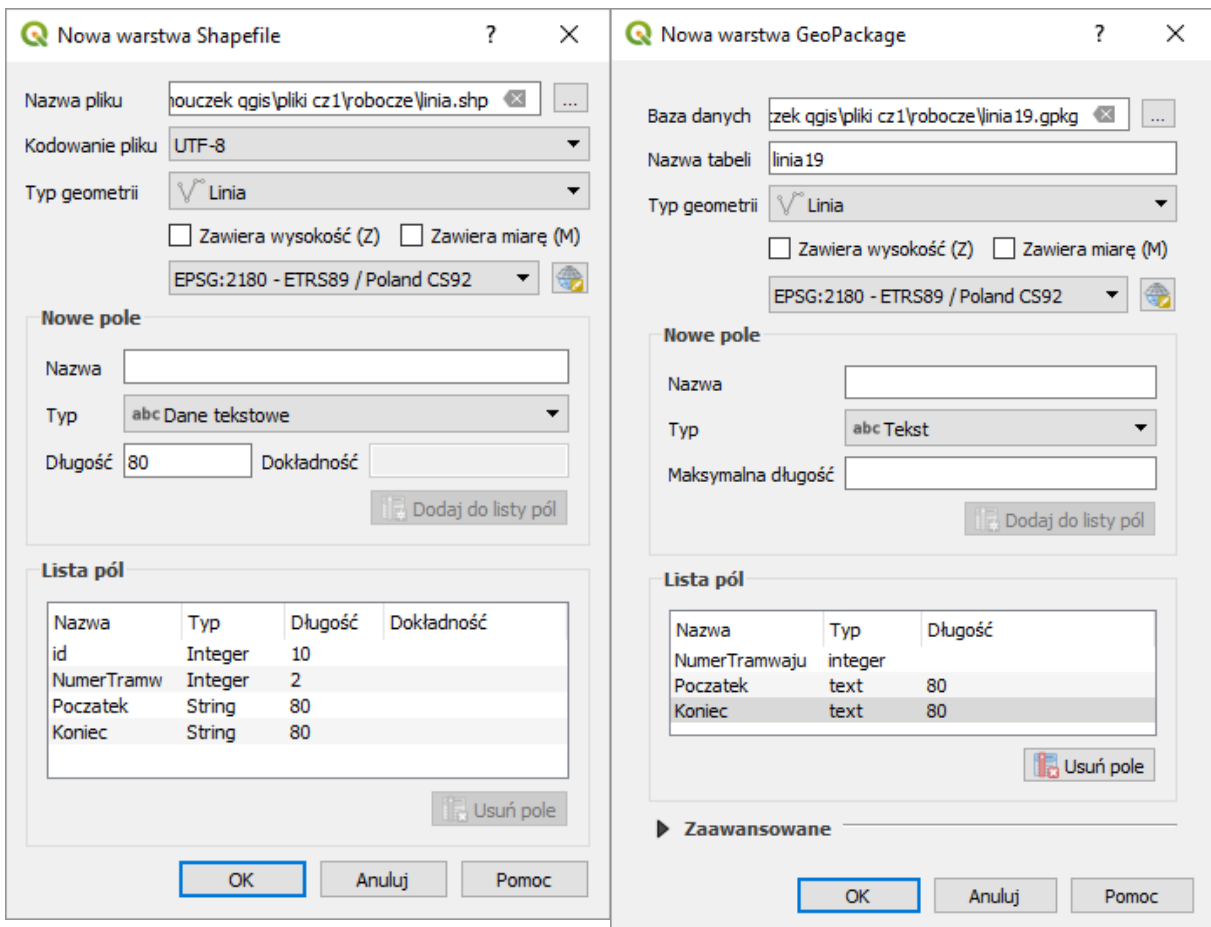 Nowa warstwa Shapefile ?
Nazwa pliku nouczek qgis\pliki cz1\robocze\linia.shp ...
Kodowanie pliku UTF-8
Typ geometrii Linia
Zawiera wysokość (Z) Zawiera miarę (M)
EPSG:2180 - ETRS89 / Poland CS92
Nowe pole
Nazwa
Typ abc Dane tekstowe
Długość 80 Dokładność
Dodaj do listy pól
Lista pól
Nazwa Typ Długość Dokładność
id Integer 10
NumerTramw Integer 2
Poczatek String 80
Koniec String 80
Usuń pole
OK Anuluj Pomoc
Nowa warstwa GeoPackage ?
Baza danych zek qgis\pliki cz1\robocze\linia19.gpkg ...
Nazwa tabeli linia19
Typ geometrii Linia
Zawiera wysokość (Z) Zawiera miarę (M)
EPSG:2180 - ETRS89 / Poland CS92
Nowe pole
Nazwa
Typ abc Tekst
Maksymalna długość
Dodaj do listy pól
Lista pól
Nazwa Typ Długość
NumerTramwaju integer
Poczatek text 80
Koniec text 80
Usuń pole
Zaawansowane
OK Anuluj Pomoc